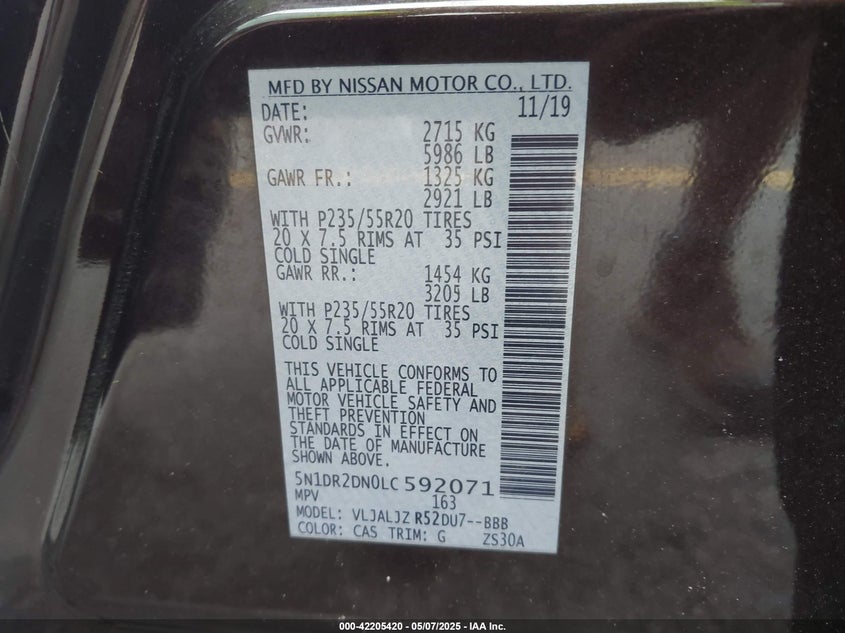 MFD BY NISSAN MOTOR CO., LTD.
DATE: 11/19
GVWR: 2715 KG
5986 LB
GAWR FR.: 1325 KG
2921 LB
WITH P235/55R20 TIRES
20 X 7.5 RIMS AT 35 PSI
COLD SINGLE
GAWR RR.: 1454 KG
3205 LB
WITH P235/55R20 TIRES
20 X 7.5 RIMS AT 35 PSI
COLD SINGLE
THIS VEHICLE CONFORMS TO
ALL APPLICABLE FEDERAL
MOTOR VEHICLE SAFETY AND
THEFT PREVENTION
STANDARDS IN EFFECT ON
THE DATE OF MANUFACTURE
SHOWN ABOVE.
5N1DR2DN0LC592071
MPV 163
MODEL: VLJALJZ R52DU7--BBB
COLOR: CAS TRIM: G ZS30A
000-42205420 - 05/07/2025 - IAA Inc.